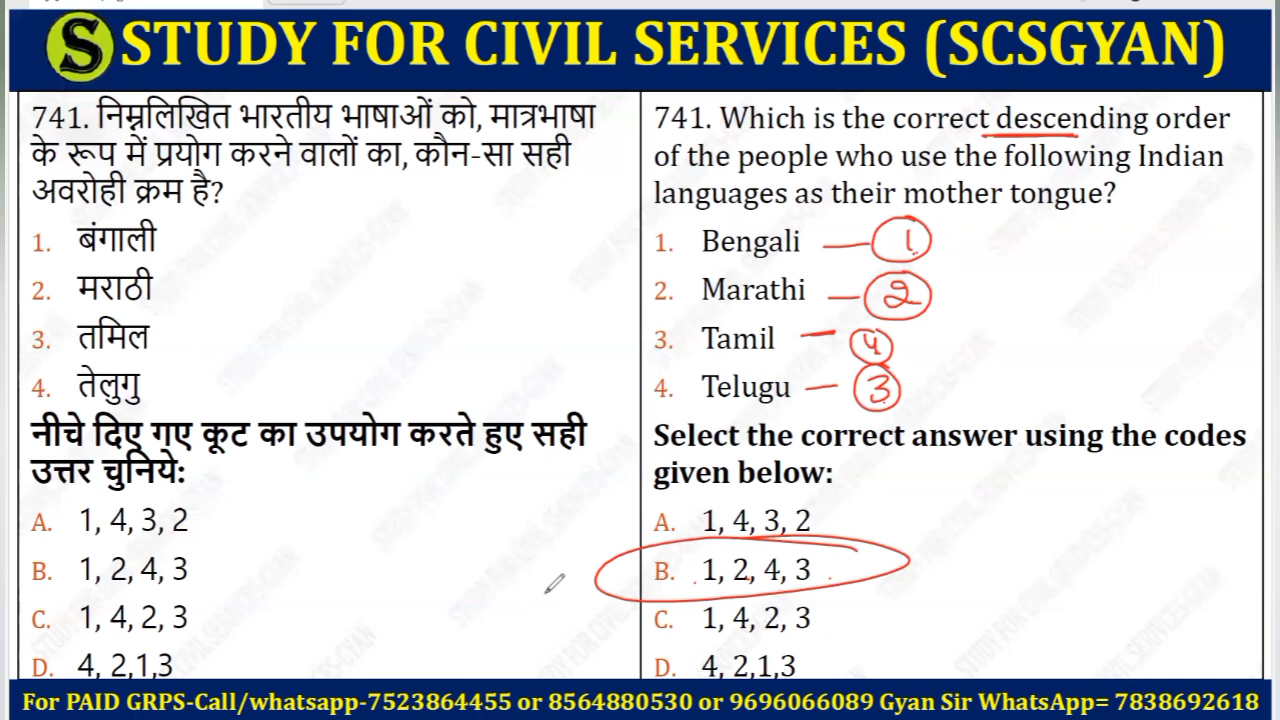 STUDY FOR CIVIL SERVICES (SCSGYAN)
741. निम्नलिखित भारतीय भाषाओं को, मात्रभाषा
के रूप में प्रयोग करने वालों का, कौन-सा सही
अवरोही क्रम है?
1. बंगाली
2. मराठी
3. तमिल
4. तेलुगु
नीचे दिए गए कूट का उपयोग करते हुए सही
उत्तर चुनिये:
A. 1, 4, 3, 2
B. 1, 2, 4, 3
C. 1, 4, 2, 3
D. 4, 2,1,3
741. Which is the correct descending order
of the people who use the following Indian
languages as their mother tongue?
1. Bengali — 1
2. Marathi — 2
3. Tamil — 4
4. Telugu — 3
Select the correct answer using the codes
given below:
A. 1, 4, 3, 2
B. 1, 2, 4, 3
C. 1, 4, 2, 3
D. 4, 2,1,3
For PAID GRPS-Call/whatsapp-7523864455 or 8564880530 or 9696066089 Gyan Sir WhatsApp= 7838692618